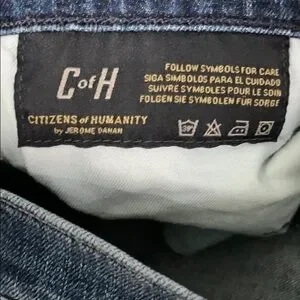 CofH
FOLLOW SYMBOLS FOR CARE
SIGA SIMBOLOS PARA EL CUIDADO
SUIVRE SYMBOLES POUR LE SOIN
FOLGEN SIE SYMBOLEN FÜR SORGE
CITIZENS of HUMANITY
by JEROME DAHAN
30°